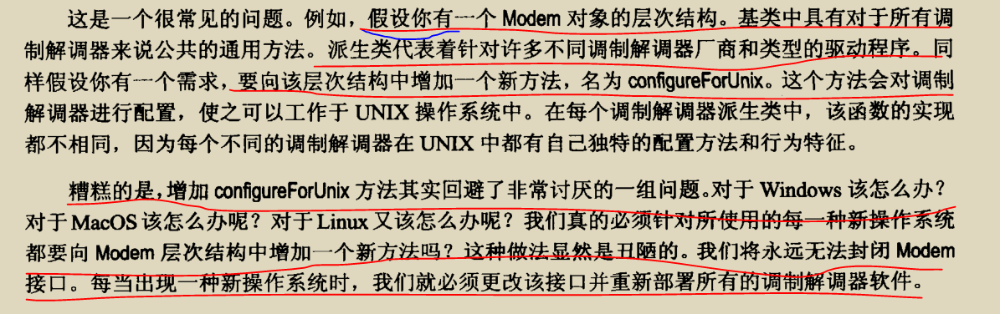 这是一个很常见的问题。例如，假设你有一个 Modem 对象的层次结构。基类中具有对于所有调
制解调器来说公共的通用方法。派生类代表着针对许多不同调制解调器厂商和类型的驱动程序。同
样假设你有一个需求，要向该层次结构中增加一个新方法，名为 configureForUnix。这个方法会对调制
解调器进行配置，使之可以工作于 UNIX 操作系统中。在每个调制解调器派生类中，该函数的实现
都不相同，因为每个不同的调制解调器在 UNIX 中都有自己独特的配置方法和行为特征。
糟糕的是，增加 configureForUnix 方法其实回避了非常讨厌的一组问题。对于 Windows 该怎么办？
对于 MacOS 该怎么办呢？对于 Linux 又该怎么办呢？我们真的必须针对所使用的每一种新操作系统
都要向 Modem 层次结构中增加一个新方法吗？这种做法显然是丑陋的。我们将永远无法封闭 Modem
接口。每当出现一种新操作系统时，我们就必须更改该接口并重新部署所有的调制解调器软件。